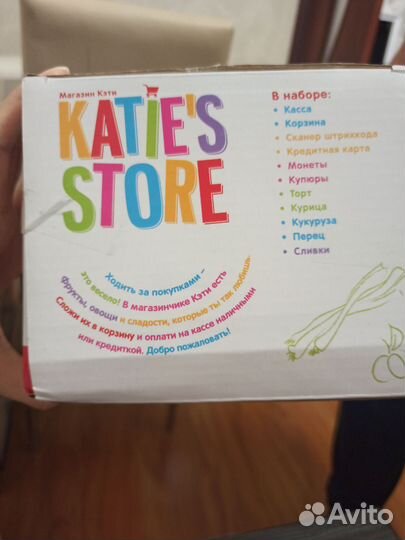 Магазин Кэти
KATIE'S
STORE
Ходить за покупками –
это весело! В магазинчике Кэти есть
фрукты, овощи и сладости, которые ты так любишь.
Сложи их в корзину и оплати на кассе наличными
или кредиткой. Добро пожаловать!
В наборе:
• Касса
• Корзина
• Сканер штрихкода
• Кредитная карта
• Монеты
• Купюры
• Торт
• Курица
• Кукуруза
• Перец
• Сливки
Avito